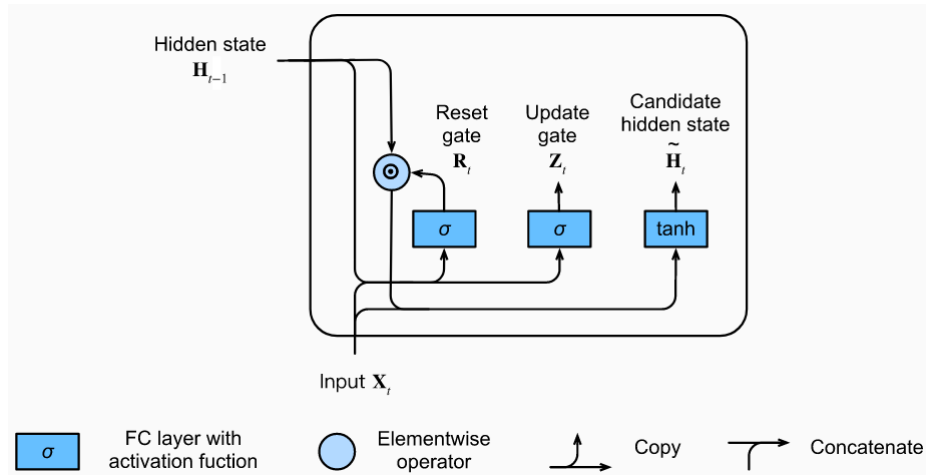 Hidden state
H_{t−1}
Reset
gate
R_t
Update
gate
Z_t
Candidate
hidden state
H̃_t
σ
σ
tanh
Input X_t
σ
FC layer with
activation fuction
Elementwise
operator
Copy
Concatenate